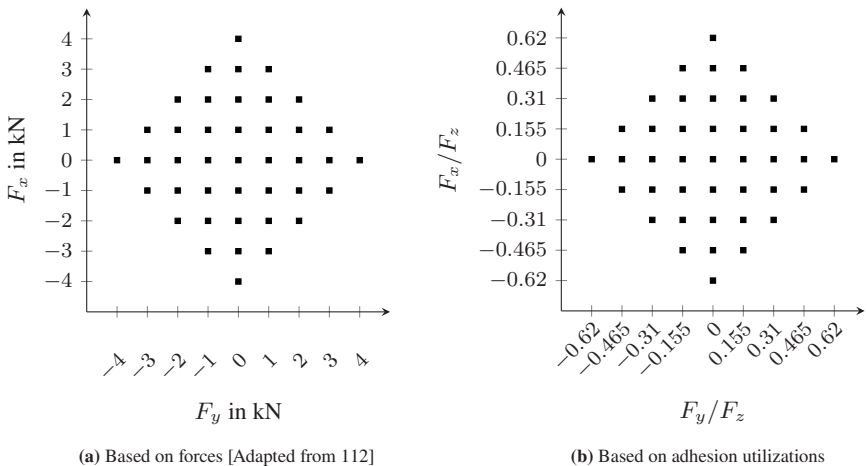 4
3
2
1
0
−1
−2
−3
−4
F_x in kN
−4 −3 −2 −1 0 1 2 3 4
F_y in kN
(a) Based on forces [Adapted from 112]
0.62
0.465
0.31
0.155
0
−0.155
−0.31
−0.465
−0.62
F_x/F_z
−0.62 −0.465 −0.31 −0.155 0 0.155 0.31 0.465 0.62
F_y/F_z
(b) Based on adhesion utilizations